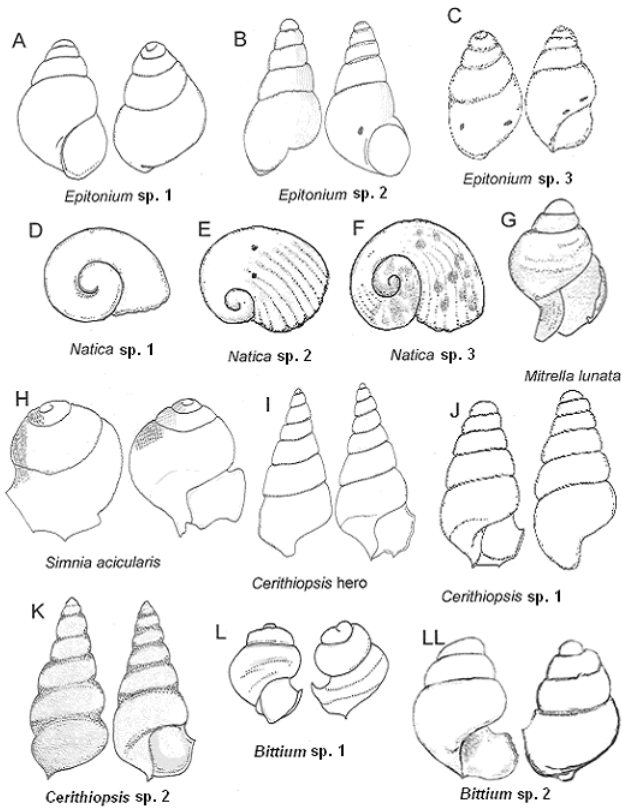 A
B
C
Epitonium sp. 1
Epitonium sp. 2
Epitonium sp. 3
D
E
F
G
Natica sp. 1
Natica sp. 2
Natica sp. 3
Mitrella lunata
H
I
J
Simnia acicularis
Cerithiopsis hero
Cerithiopsis sp. 1
K
L
LL
Cerithiopsis sp. 2
Bittium sp. 1
Bittium sp. 2